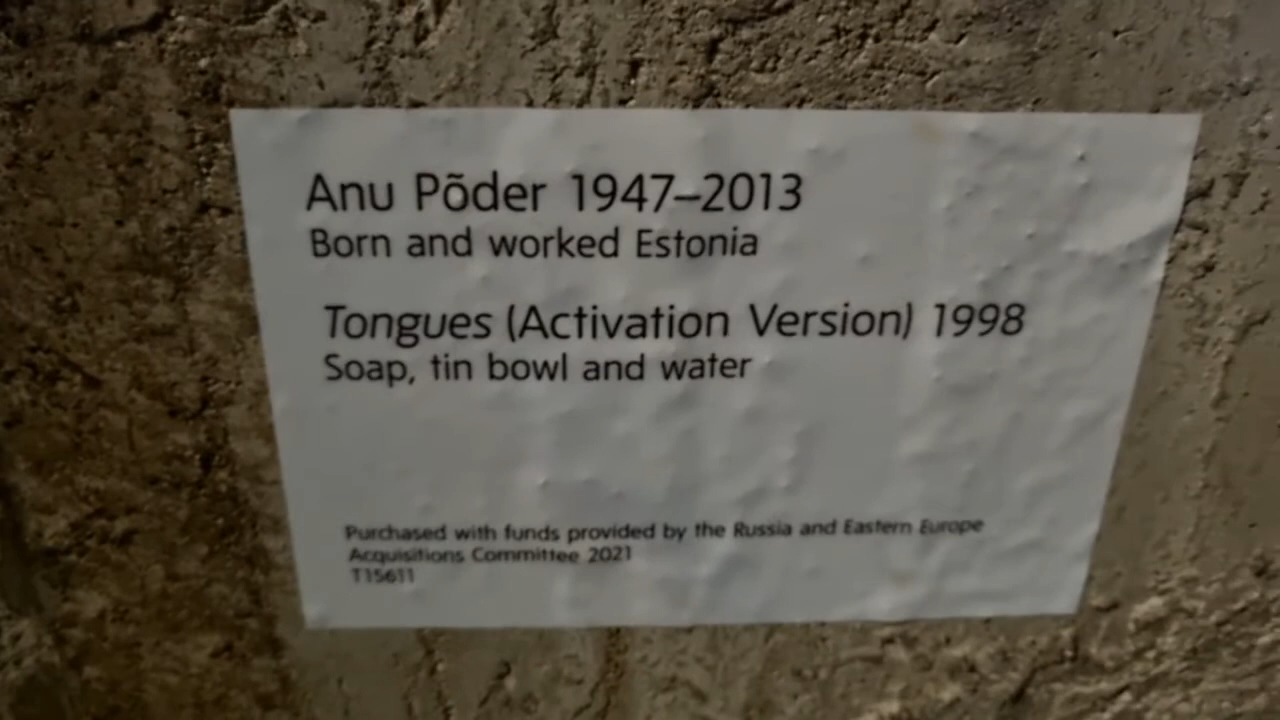 Anu Põder 1947–2013
Born and worked Estonia
Tongues (Activation Version) 1998
Soap, tin bowl and water
Purchased with funds provided by the Russia and Eastern Europe
Acquisitions Committee 2021
T15611